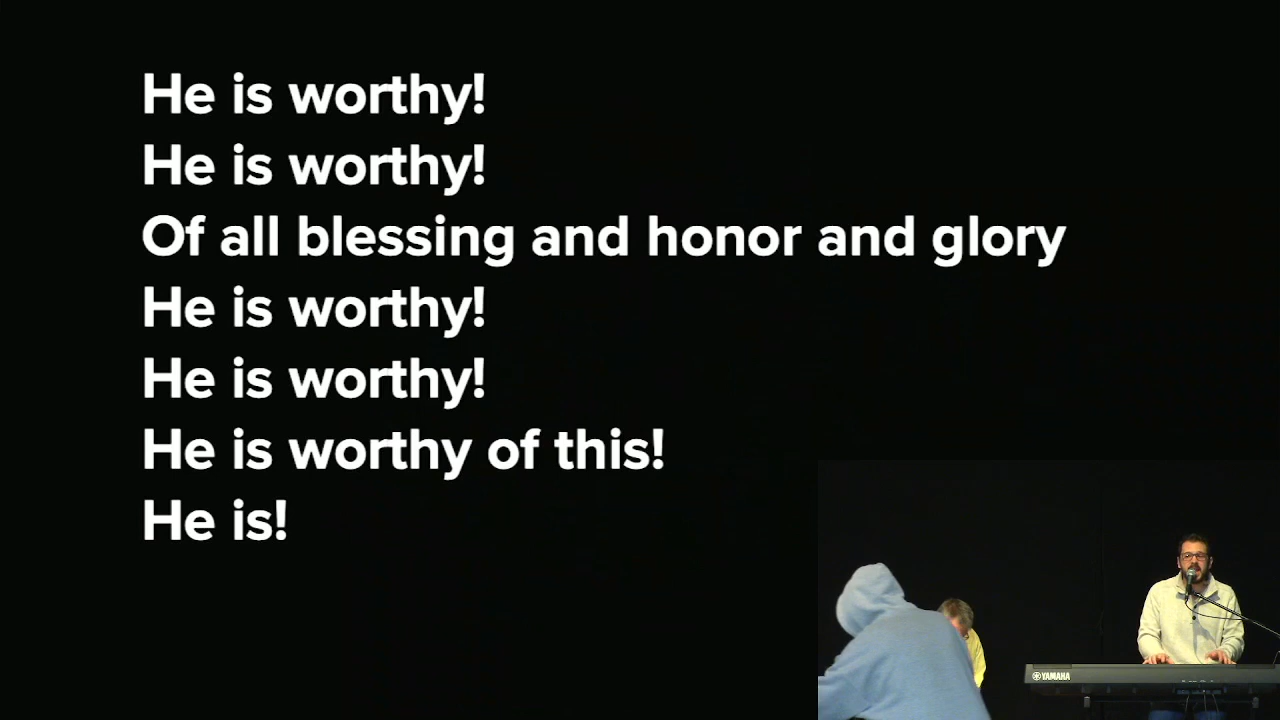 He is worthy!
He is worthy!
Of all blessing and honor and glory
He is worthy!
He is worthy!
He is worthy of this!
He is!
YAMAHA